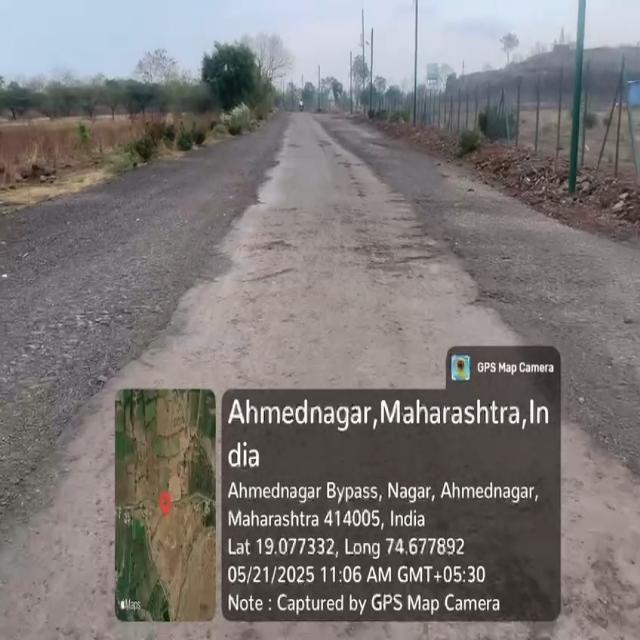 GPS Map Camera
Ahmednagar,Maharashtra,In
dia
Ahmednagar Bypass, Nagar, Ahmednagar,
Maharashtra 414005, India
Lat 19.077332, Long 74.677892
05/21/2025 11:06 AM GMT+05:30
Note : Captured by GPS Map Camera
Maps